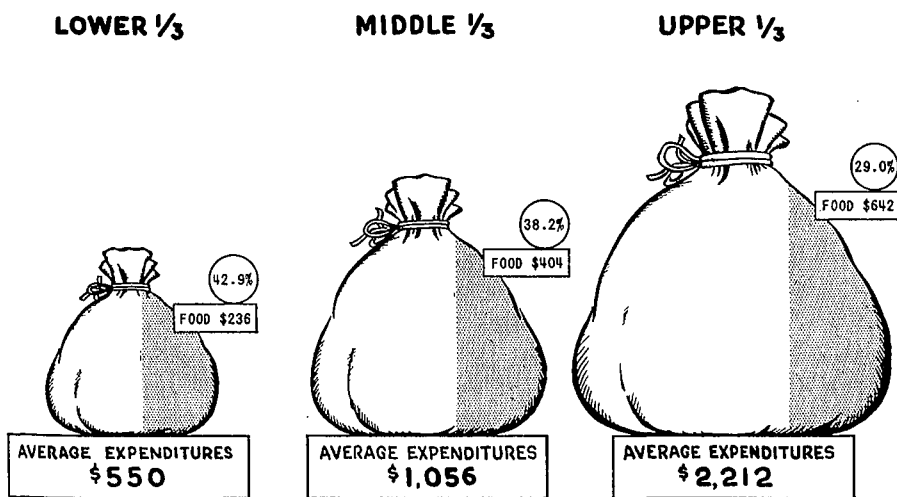 LOWER 1/3
42.9%
FOOD $236
AVERAGE EXPENDITURES
$550
MIDDLE 1/3
38.2%
FOOD $404
AVERAGE EXPENDITURES
$1,056
UPPER 1/3
29.0%
FOOD $642
AVERAGE EXPENDITURES
$2,212